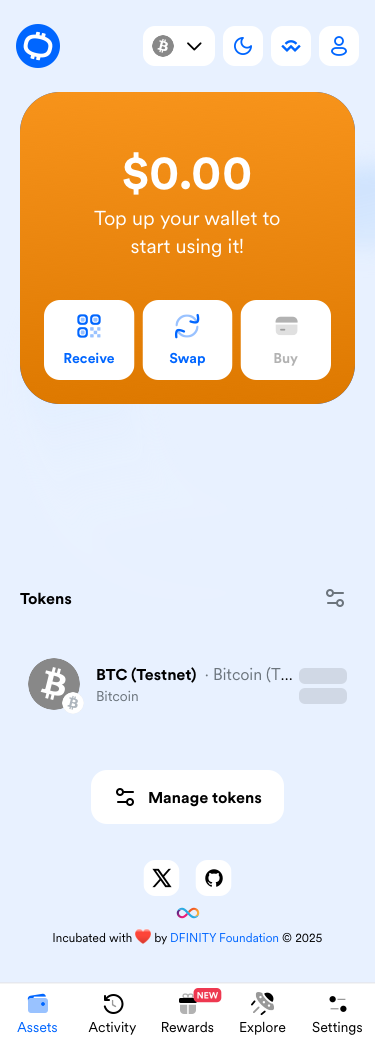 $0.00
Top up your wallet to
start using it!
Receive
Swap
Buy
Tokens
BTC (Testnet) · Bitcoin (T...
Bitcoin
Manage tokens
Incubated with ❤️ by DFINITY Foundation © 2025
NEW
Assets
Activity
Rewards
Explore
Settings